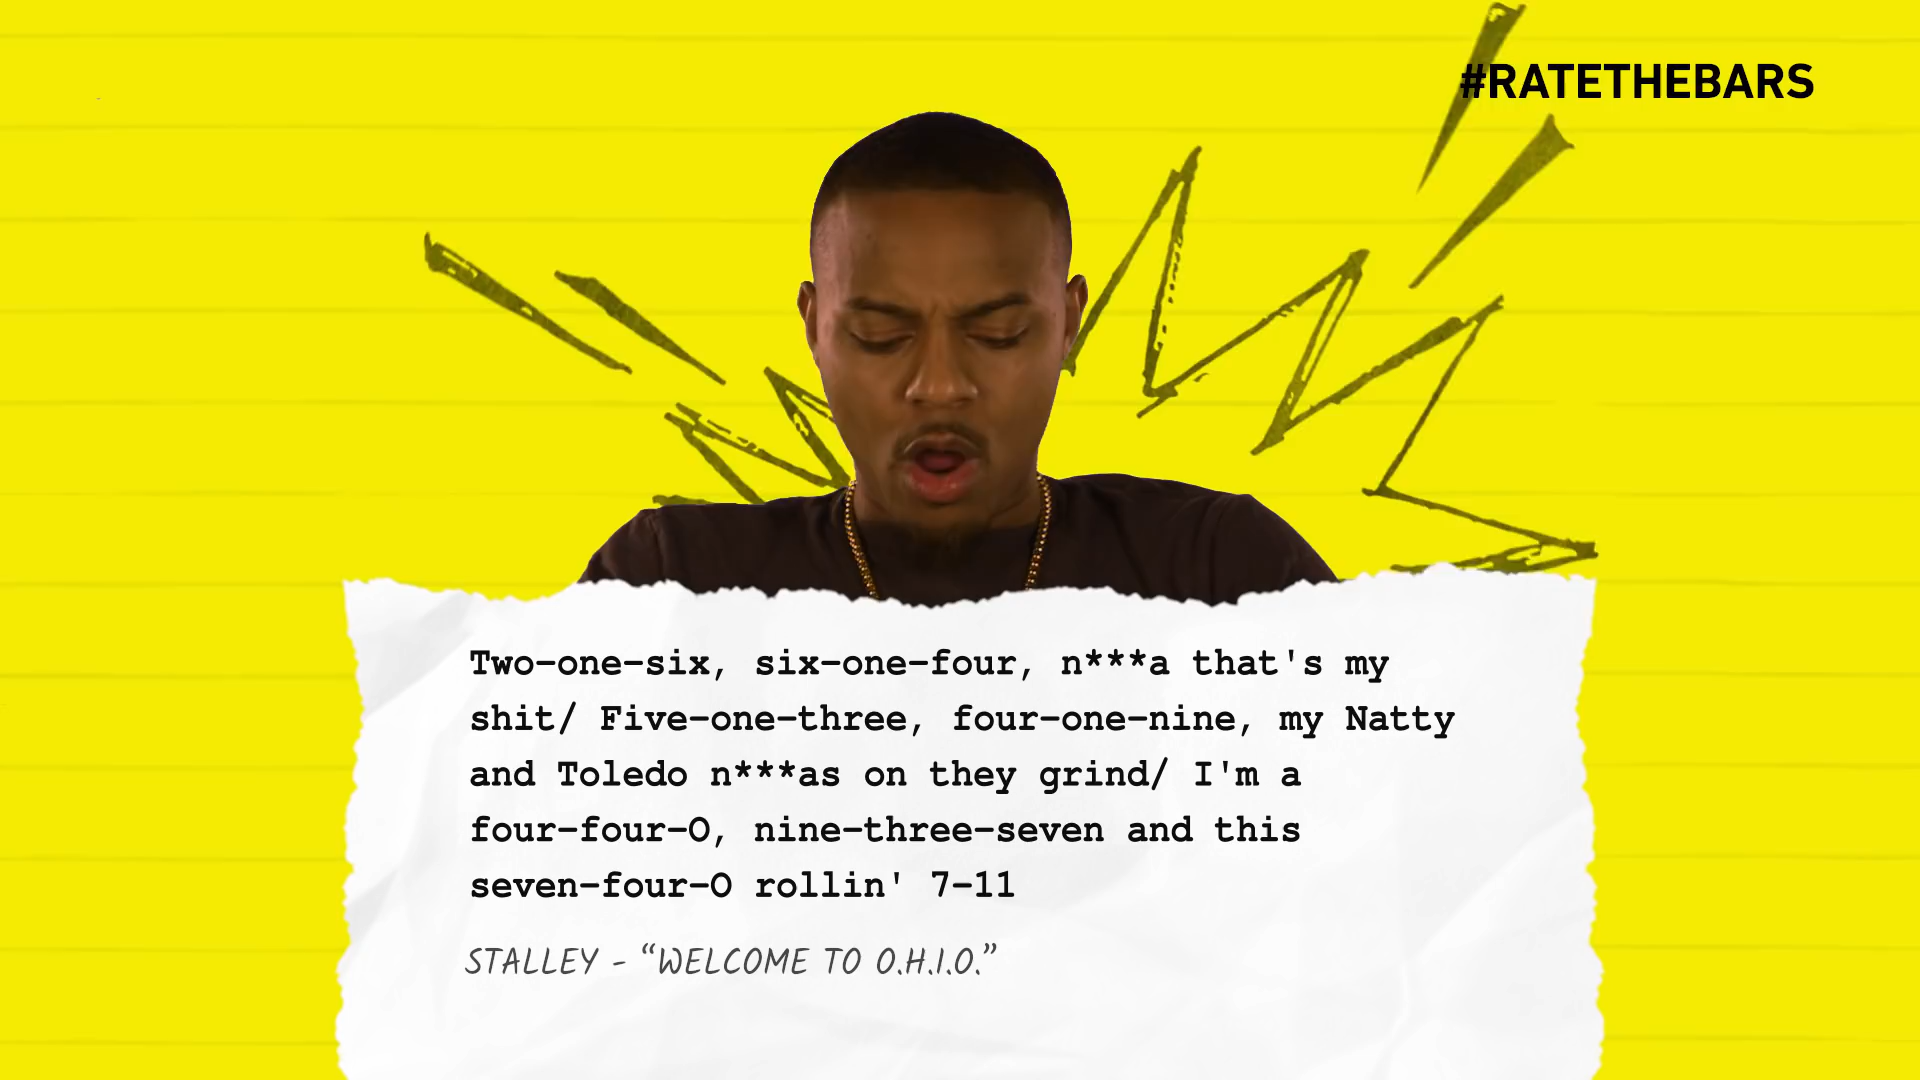 #RATETHEBARS
Two-one-six, six-one-four, n***a that's my
shit/ Five-one-three, four-one-nine, my Natty
and Toledo n***as on they grind/ I'm a
four-four-O, nine-three-seven and this
seven-four-O rollin' 7-11
STALLEY - “WELCOME TO O.H.I.O.”